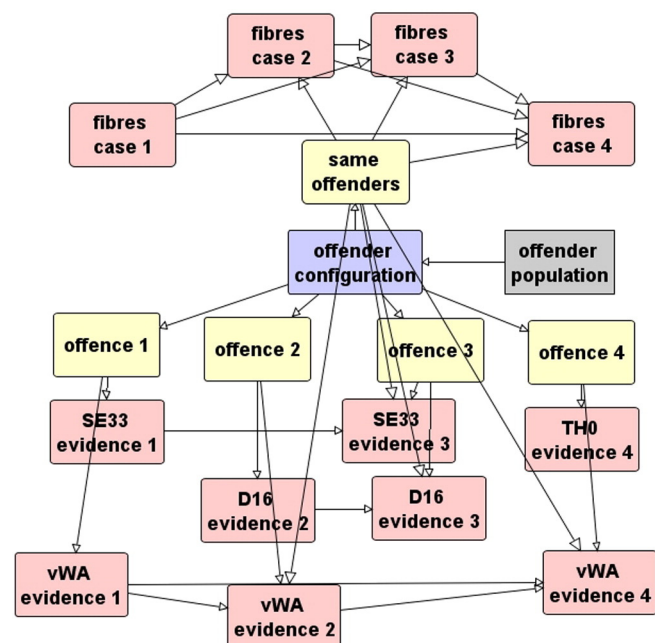 fibres
case 2
fibres
case 3
fibres
case 1
fibres
case 4
same
offenders
offender
configuration
offender
population
offence 1
offence 2
offence 3
offence 4
SE33
evidence 1
SE33
evidence 3
TH0
evidence 4
D16
evidence 2
D16
evidence 3
vWA
evidence 1
vWA
evidence 2
vWA
evidence 4